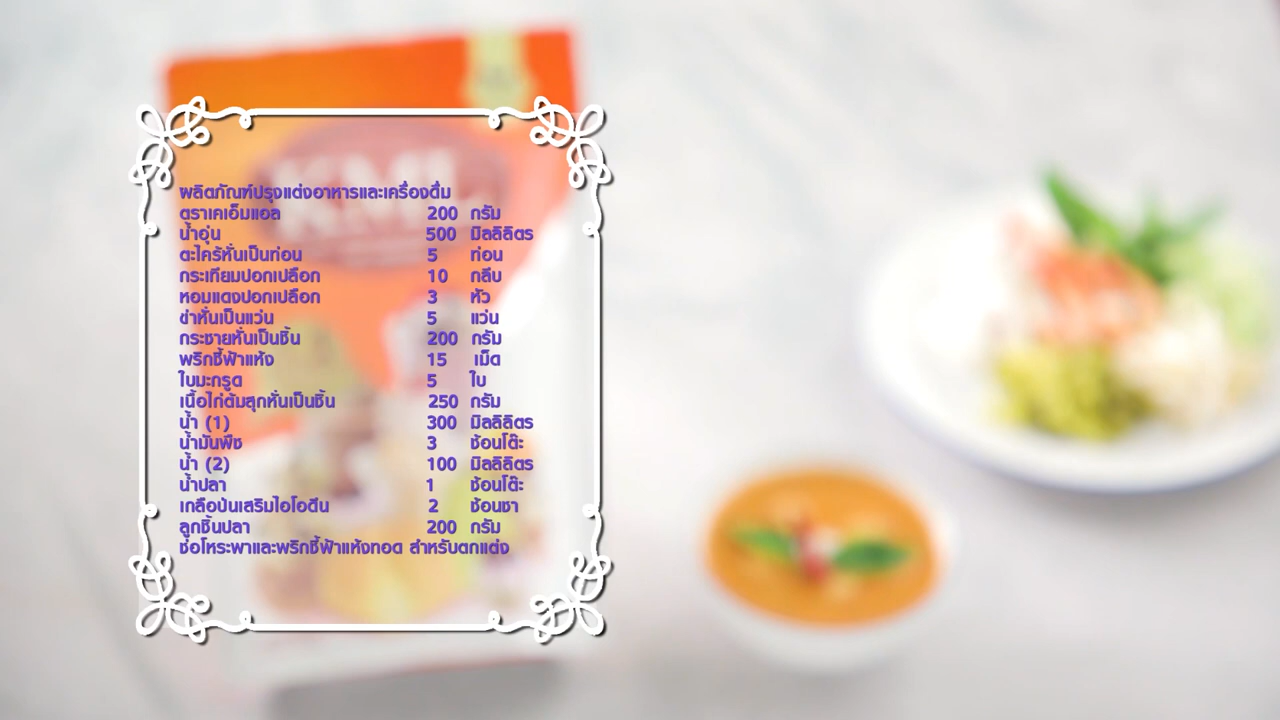 KML
ผลิตภัณฑ์ปรุงแต่งอาหารและเครื่องดื่ม
ตราเคเอ็มแอล 200 กรัม
น้ำอุ่น 500 มิลลิลิตร
ตะไคร้หั่นเป็นท่อน 5 ท่อน
กระเทียมปอกเปลือก 10 กลีบ
หอมแดงปอกเปลือก 3 หัว
ข่าหั่นเป็นแว่น 5 แว่น
กระชายหั่นเป็นชิ้น 200 กรัม
พริกชี้ฟ้าแห้ง 15 เม็ด
ใบมะกรูด 5 ใบ
เนื้อไก่ต้มสุกหั่นเป็นชิ้น 250 กรัม
น้ำ (1) 300 มิลลิลิตร
น้ำมันพืช 3 ช้อนโต๊ะ
น้ำ (2) 100 มิลลิลิตร
น้ำปลา 1 ช้อนโต๊ะ
เกลือป่นเสริมไอโอดีน 2 ช้อนชา
ลูกชิ้นปลา 200 กรัม
ช่อโหระพาและพริกชี้ฟ้าแห้งทอด สำหรับตกแต่ง